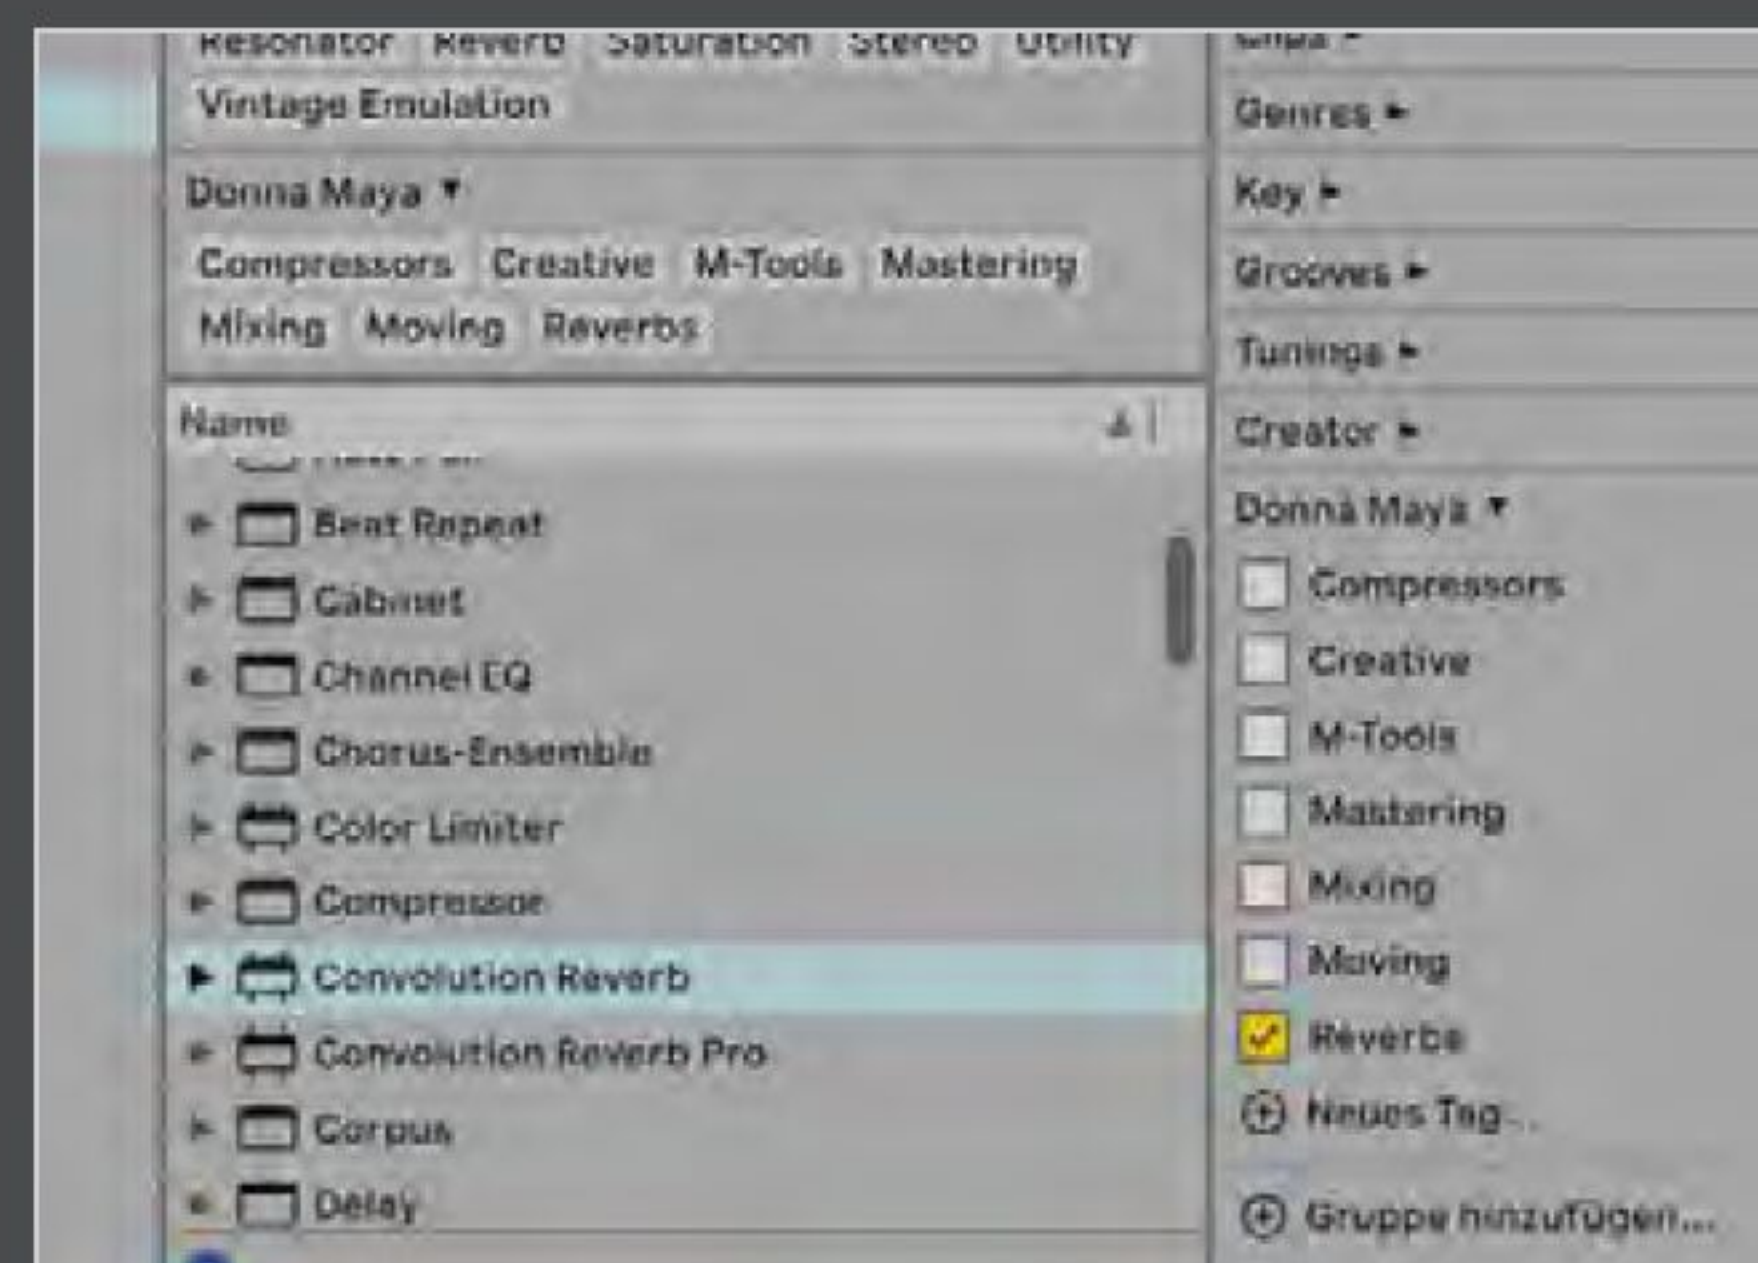 Resonator Reverb Saturation Stereo Utility
Vintage Emulation
Donna Maya ▼
Compressors Creative M-Tools Mastering
Mixing Moving Reverbs
Name
Beat Repeat
Cabinet
Channel EQ
Chorus-Ensemble
Color Limiter
Compressor
Convolution Reverb
Convolution Reverb Pro
Corpus
Delay
Genres ►
Key ►
Grooves ►
Tunings ►
Creator ►
Donna Maya ▼
Compressors
Creative
M-Tools
Mastering
Mixing
Moving
Reverbs
Neues Tag...
Gruppe hinzufügen...